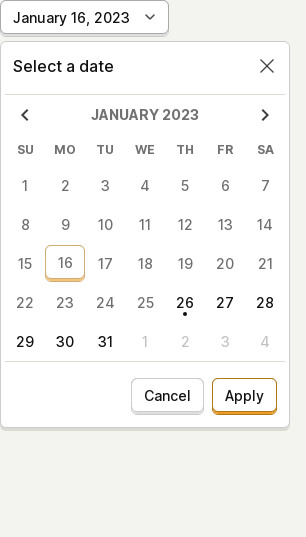 January 16, 2023
Select a date
JANUARY 2023
SU MO TU WE TH FR SA
1 2 3 4 5 6 7
8 9 10 11 12 13 14
15 16 17 18 19 20 21
22 23 24 25 26 27 28
29 30 31 1 2 3 4
Cancel Apply